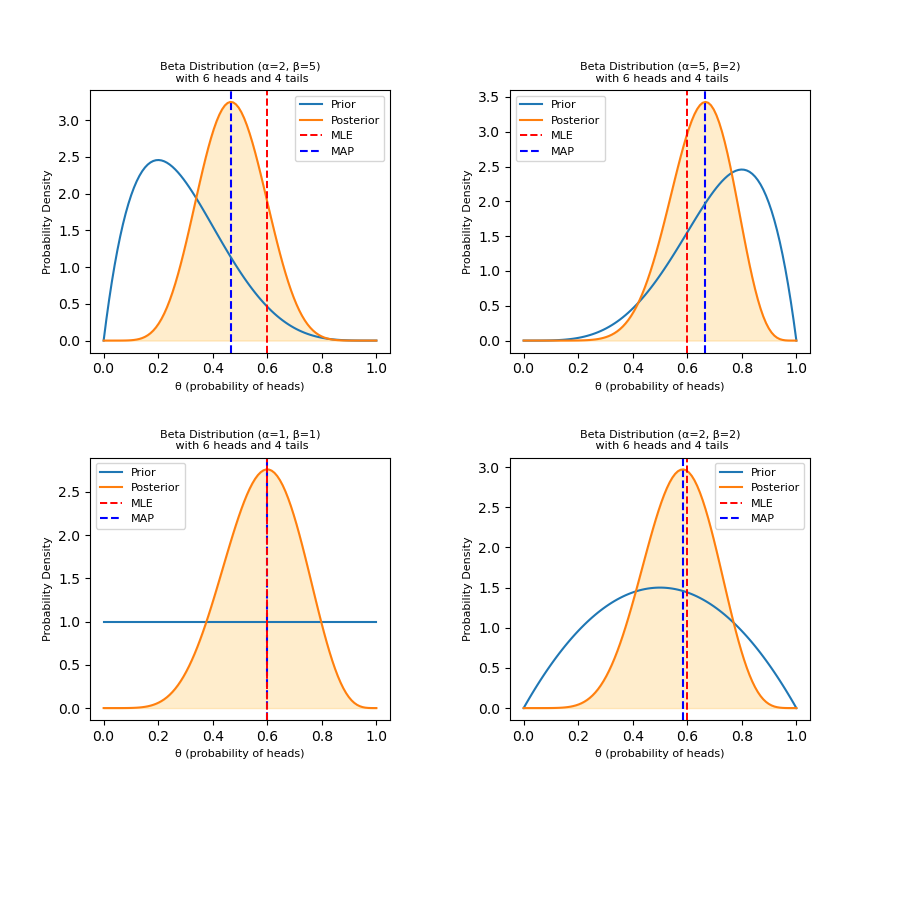 Beta Distribution (α=2, β=5)
with 6 heads and 4 tails
Probability Density
3.0
2.5
2.0
1.5
1.0
0.5
0.0
Prior
Posterior
MLE
MAP
0.0 0.2 0.4 0.6 0.8 1.0
θ (probability of heads)
Beta Distribution (α=5, β=2)
with 6 heads and 4 tails
Probability Density
3.5
3.0
2.5
2.0
1.5
1.0
0.5
0.0
Prior
Posterior
MLE
MAP
0.0 0.2 0.4 0.6 0.8 1.0
θ (probability of heads)
Beta Distribution (α=1, β=1)
with 6 heads and 4 tails
Probability Density
2.5
2.0
1.5
1.0
0.5
0.0
Prior
Posterior
MLE
MAP
0.0 0.2 0.4 0.6 0.8 1.0
θ (probability of heads)
Beta Distribution (α=2, β=2)
with 6 heads and 4 tails
Probability Density
3.0
2.5
2.0
1.5
1.0
0.5
0.0
Prior
Posterior
MLE
MAP
0.0 0.2 0.4 0.6 0.8 1.0
θ (probability of heads)